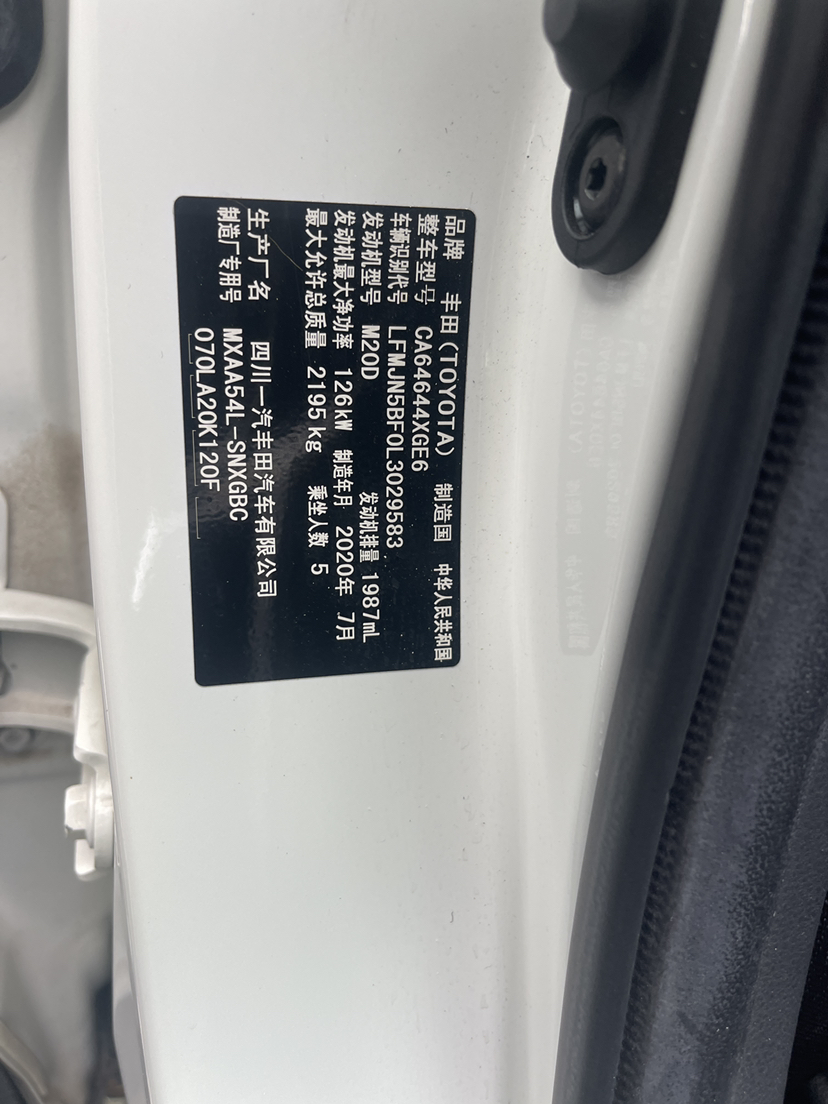 品牌 丰田(TOYOTA) 制造国 中华人民共和国
整车型号 CA64644XGE6
车辆识别代号 LFMJN5BF0L3029583
发动机型号 M20D 发动机排量 1987mL
发动机最大净功率 126kW 制造年月 2020年 7月
最大允许总质量 2195kg 乘坐人数 5
生产厂名 四川一汽丰田汽车有限公司
制造厂专用号 MXAA54L-SNXGBC
070LA20K120F